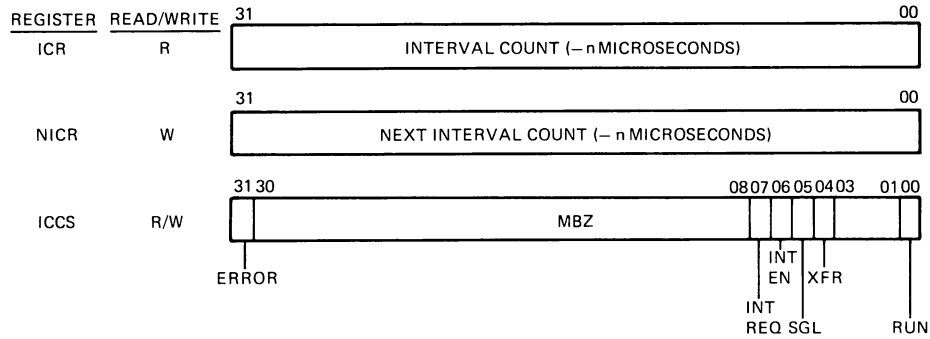 REGISTER READ/WRITE 31 00
ICR R INTERVAL COUNT (– n MICROSECONDS)
31 00
NICR W NEXT INTERVAL COUNT (– n MICROSECONDS)
31 30 08 07 06 05 04 03 01 00
ICCS R/W MBZ
ERROR INT EN XFR
INT REQ SGL RUN